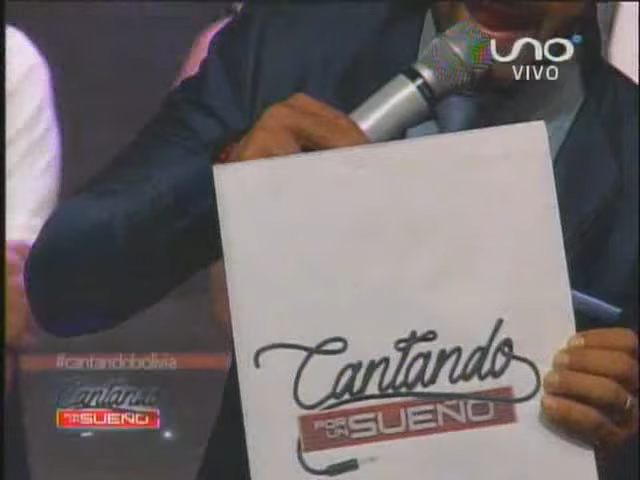 uno
VIVO
#cantandobolivia
Cantando
POR UN SUEÑO
Cantando
POR UN SUEÑO